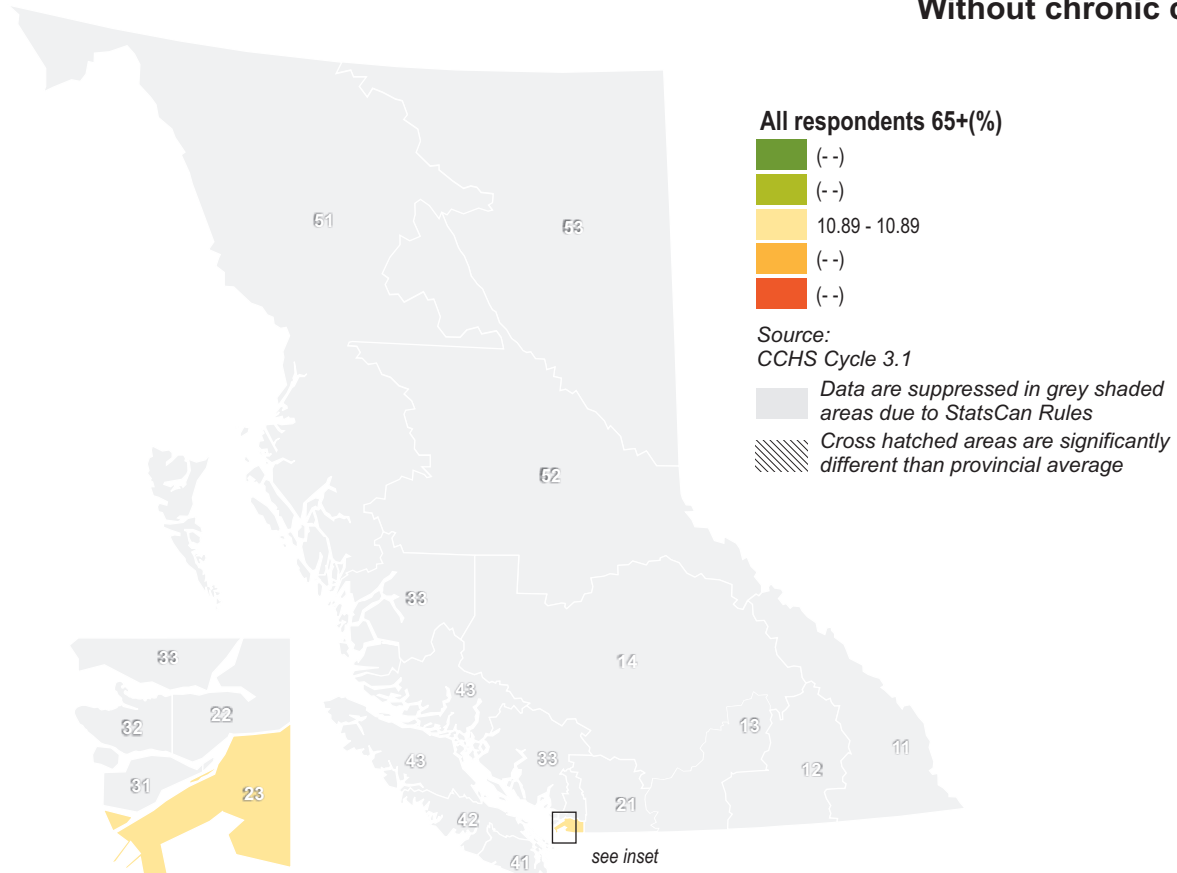 Without chronic c
All respondents 65+(%)
(- -)
(- -)
10.89 - 10.89
(- -)
(- -)
Source:
CCHS Cycle 3.1
Data are suppressed in grey shaded
areas due to StatsCan Rules
Cross hatched areas are significantly
different than provincial average
51
53
52
33
14
43
13
11
43
33
12
21
42
41
see inset
33
32
22
31
23